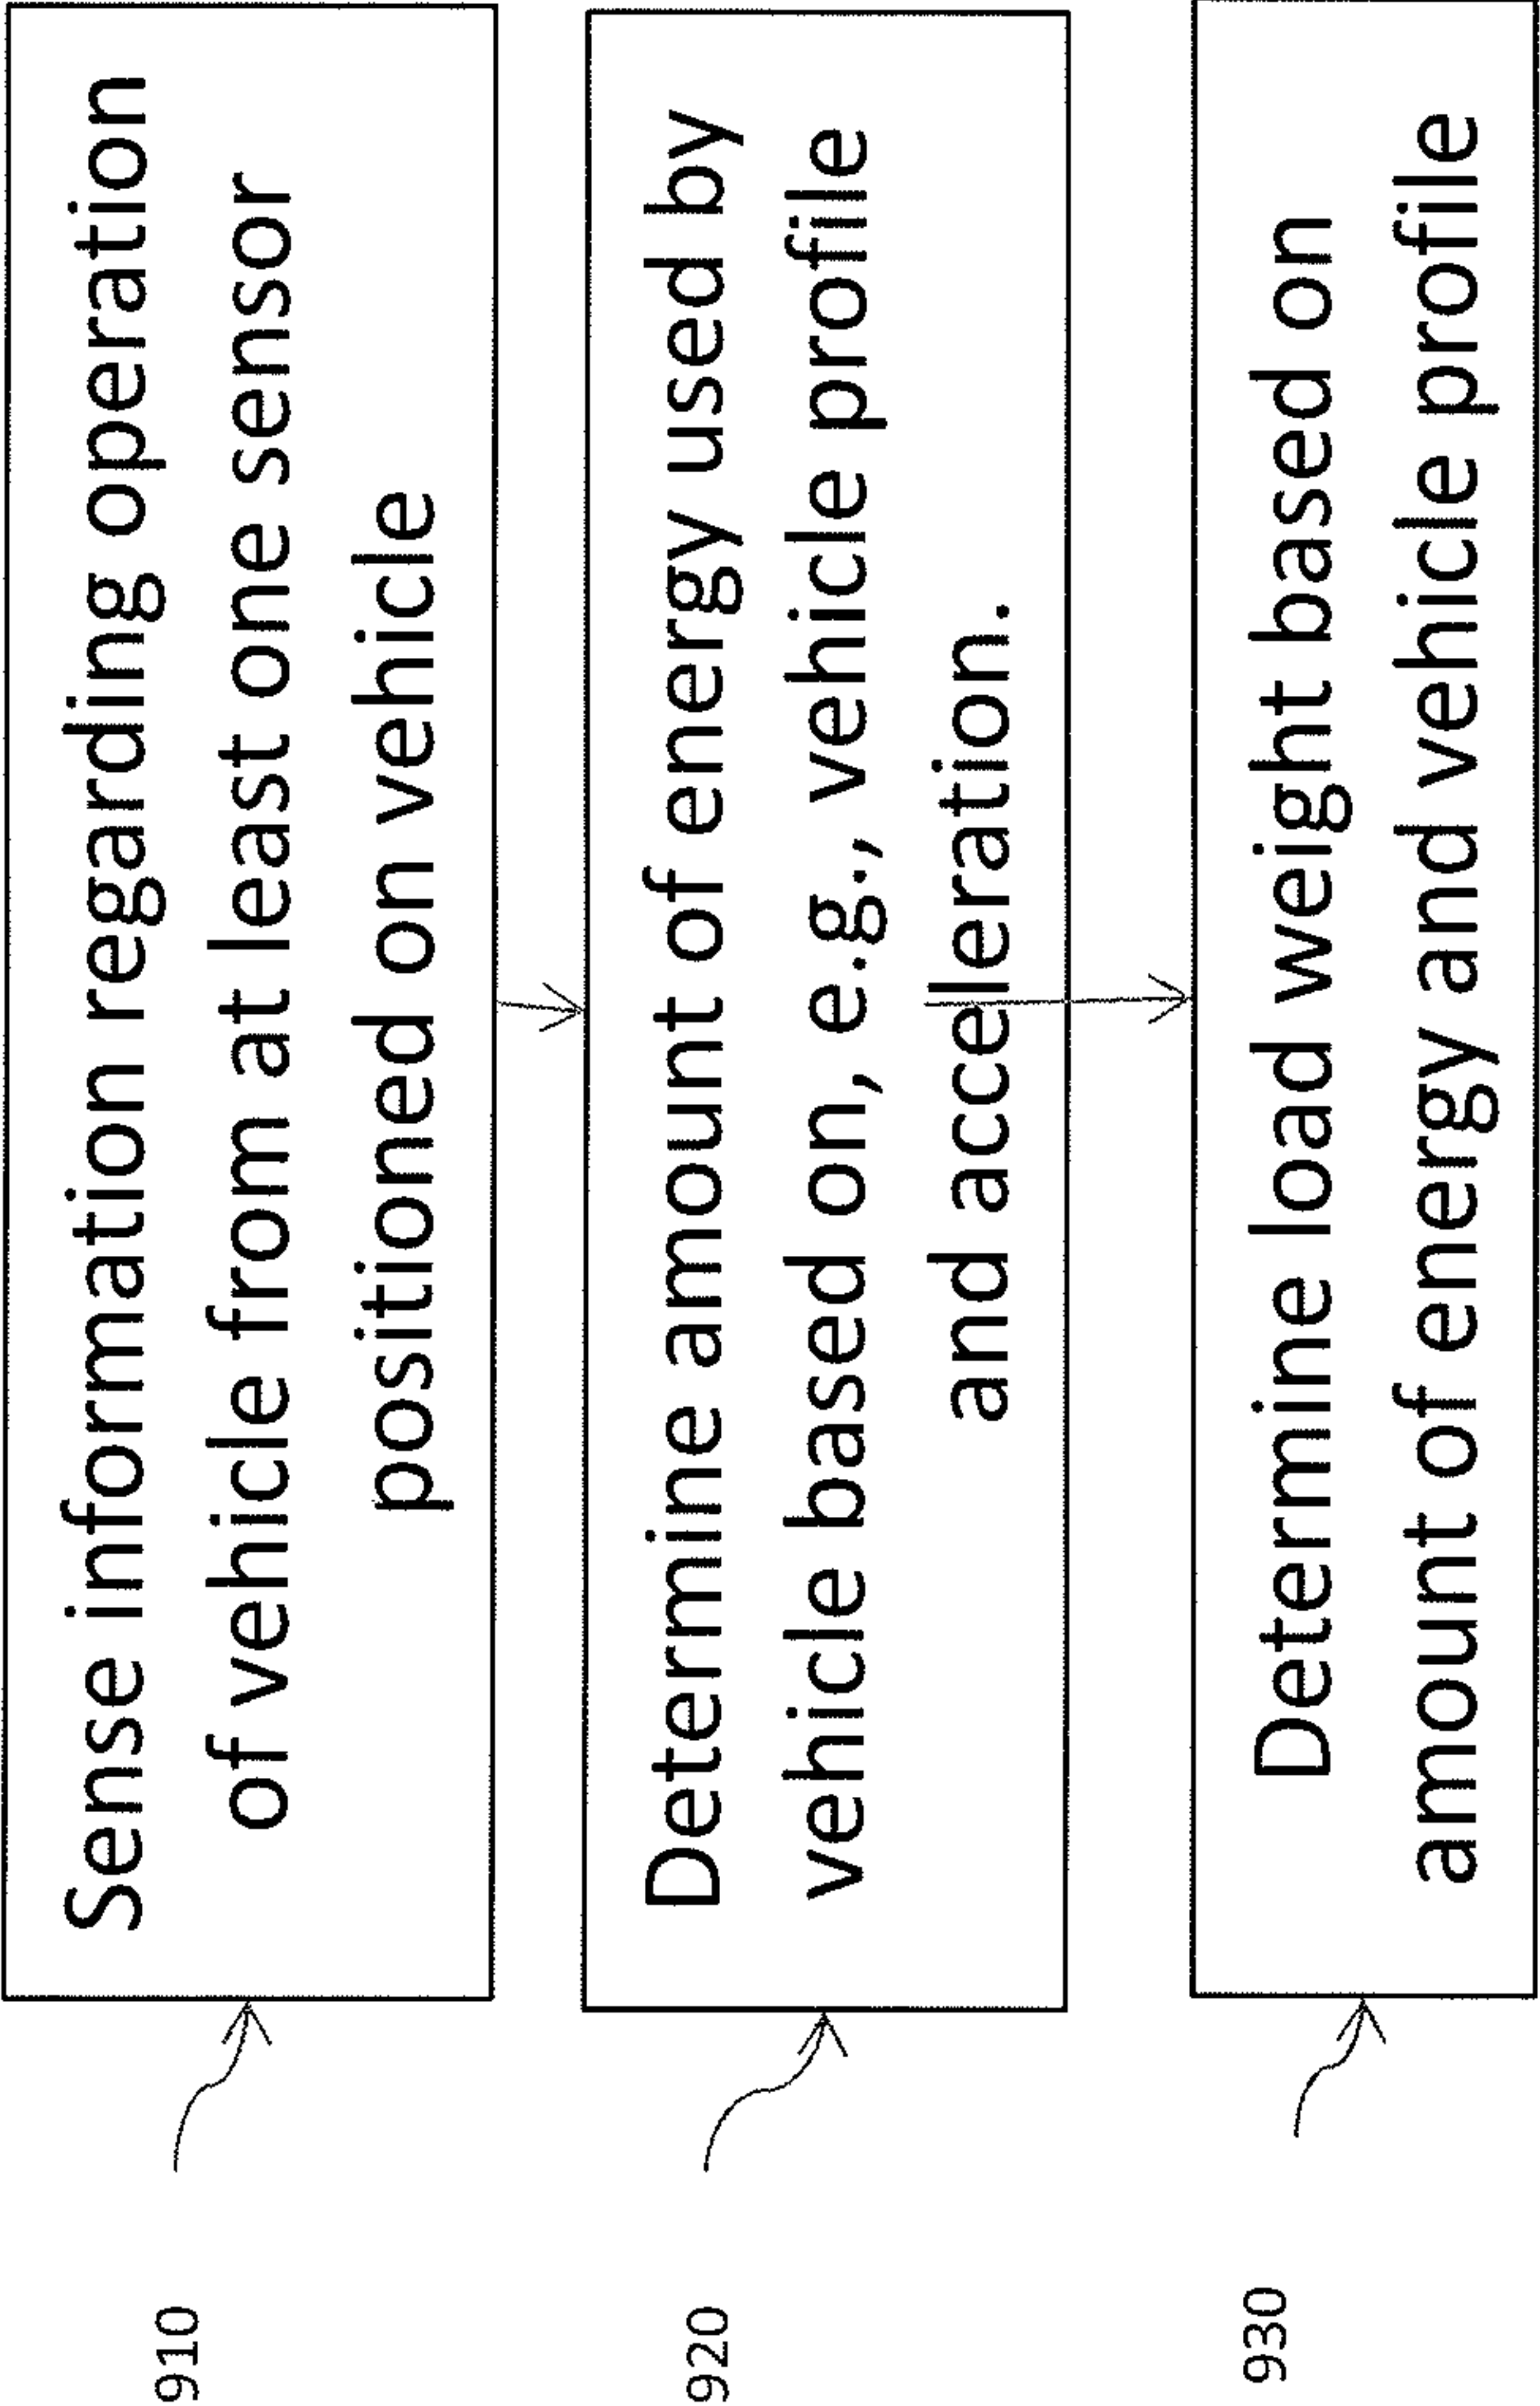 910
Sense information regarding operation
of vehicle from at least one sensor
positioned on vehicle
920
Determine amount of energy used by
vehicle based on, e.g., vehicle profile
and acceleration.
930
Determine load weight based on
amount of energy and vehicle profile